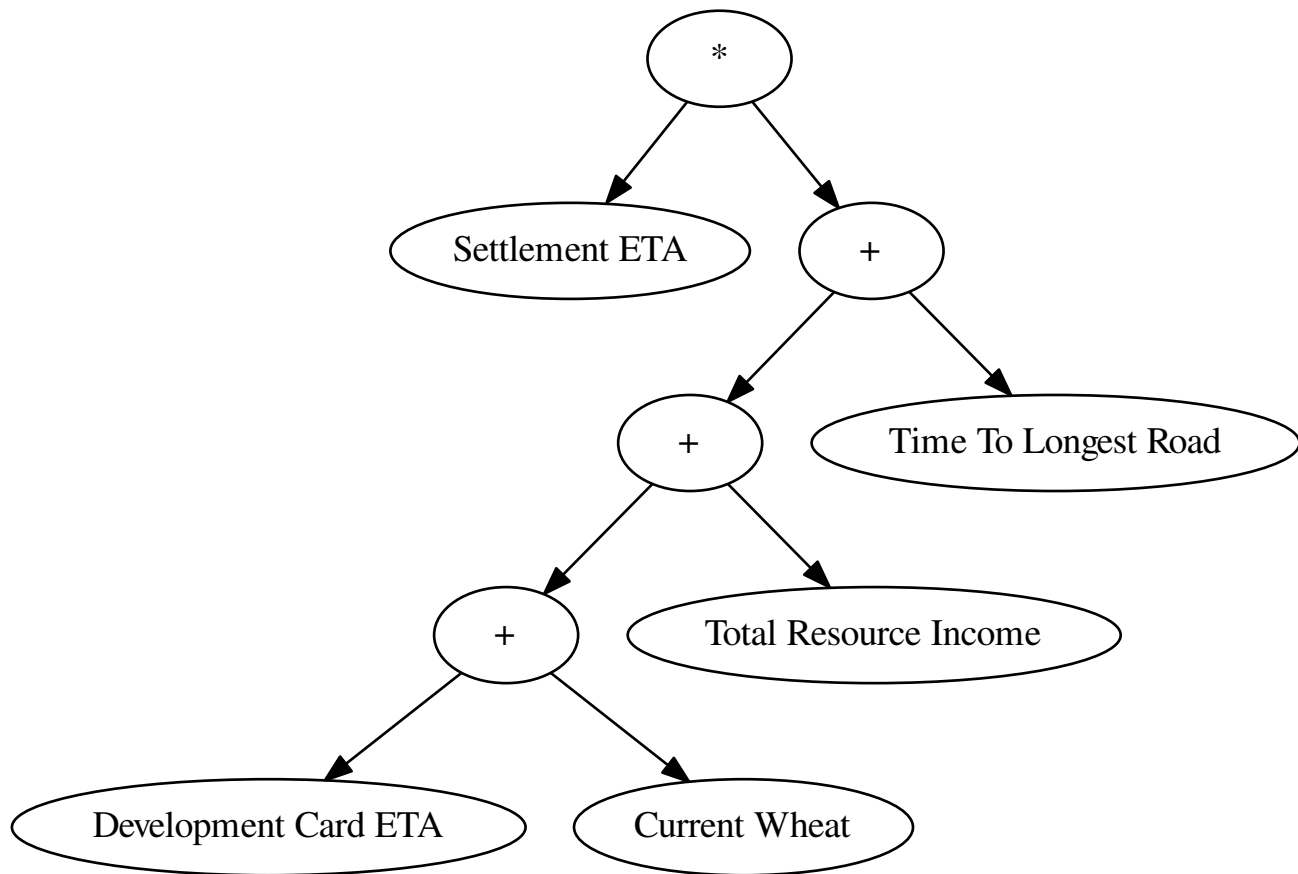 *
Settlement ETA
+
+
Time To Longest Road
+
Total Resource Income
Development Card ETA
Current Wheat